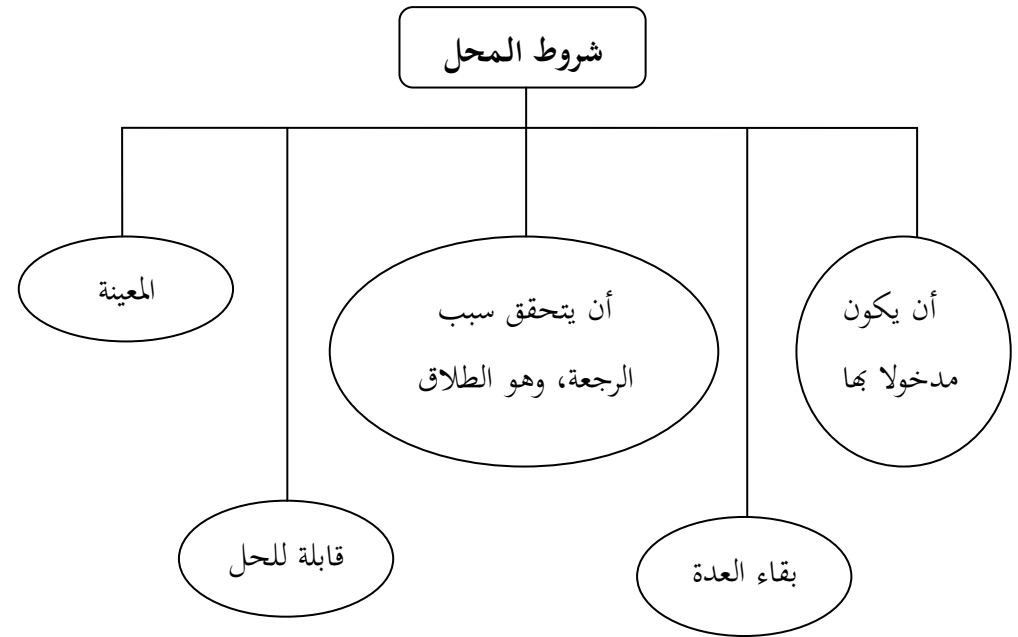 شروط المحل
أن يكون
مدخولا بها
أن يتحقق سبب
الرجعة، وهو الطلاق
المعينة
بقاء العدة
قابلة للحل